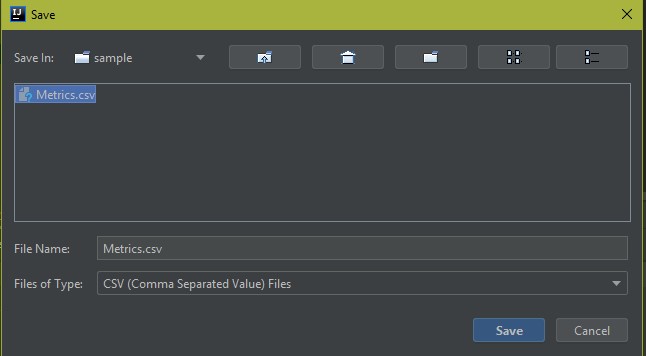 IJ
Save
Save In: sample
Metrics.csv
File Name: Metrics.csv
Files of Type: CSV (Comma Separated Value) Files
Save Cancel